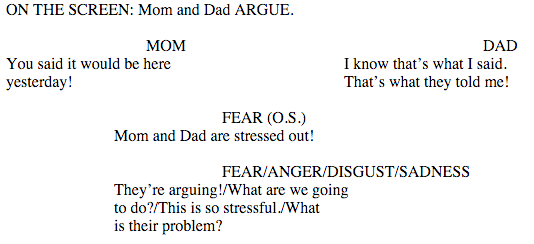 ON THE SCREEN: Mom and Dad ARGUE.
MOM
You said it would be here
yesterday!
DAD
I know that’s what I said.
That’s what they told me!
FEAR (O.S.)
Mom and Dad are stressed out!
FEAR/ANGER/DISGUST/SADNESS
They’re arguing!/What are we going
to do?/This is so stressful./What
is their problem?